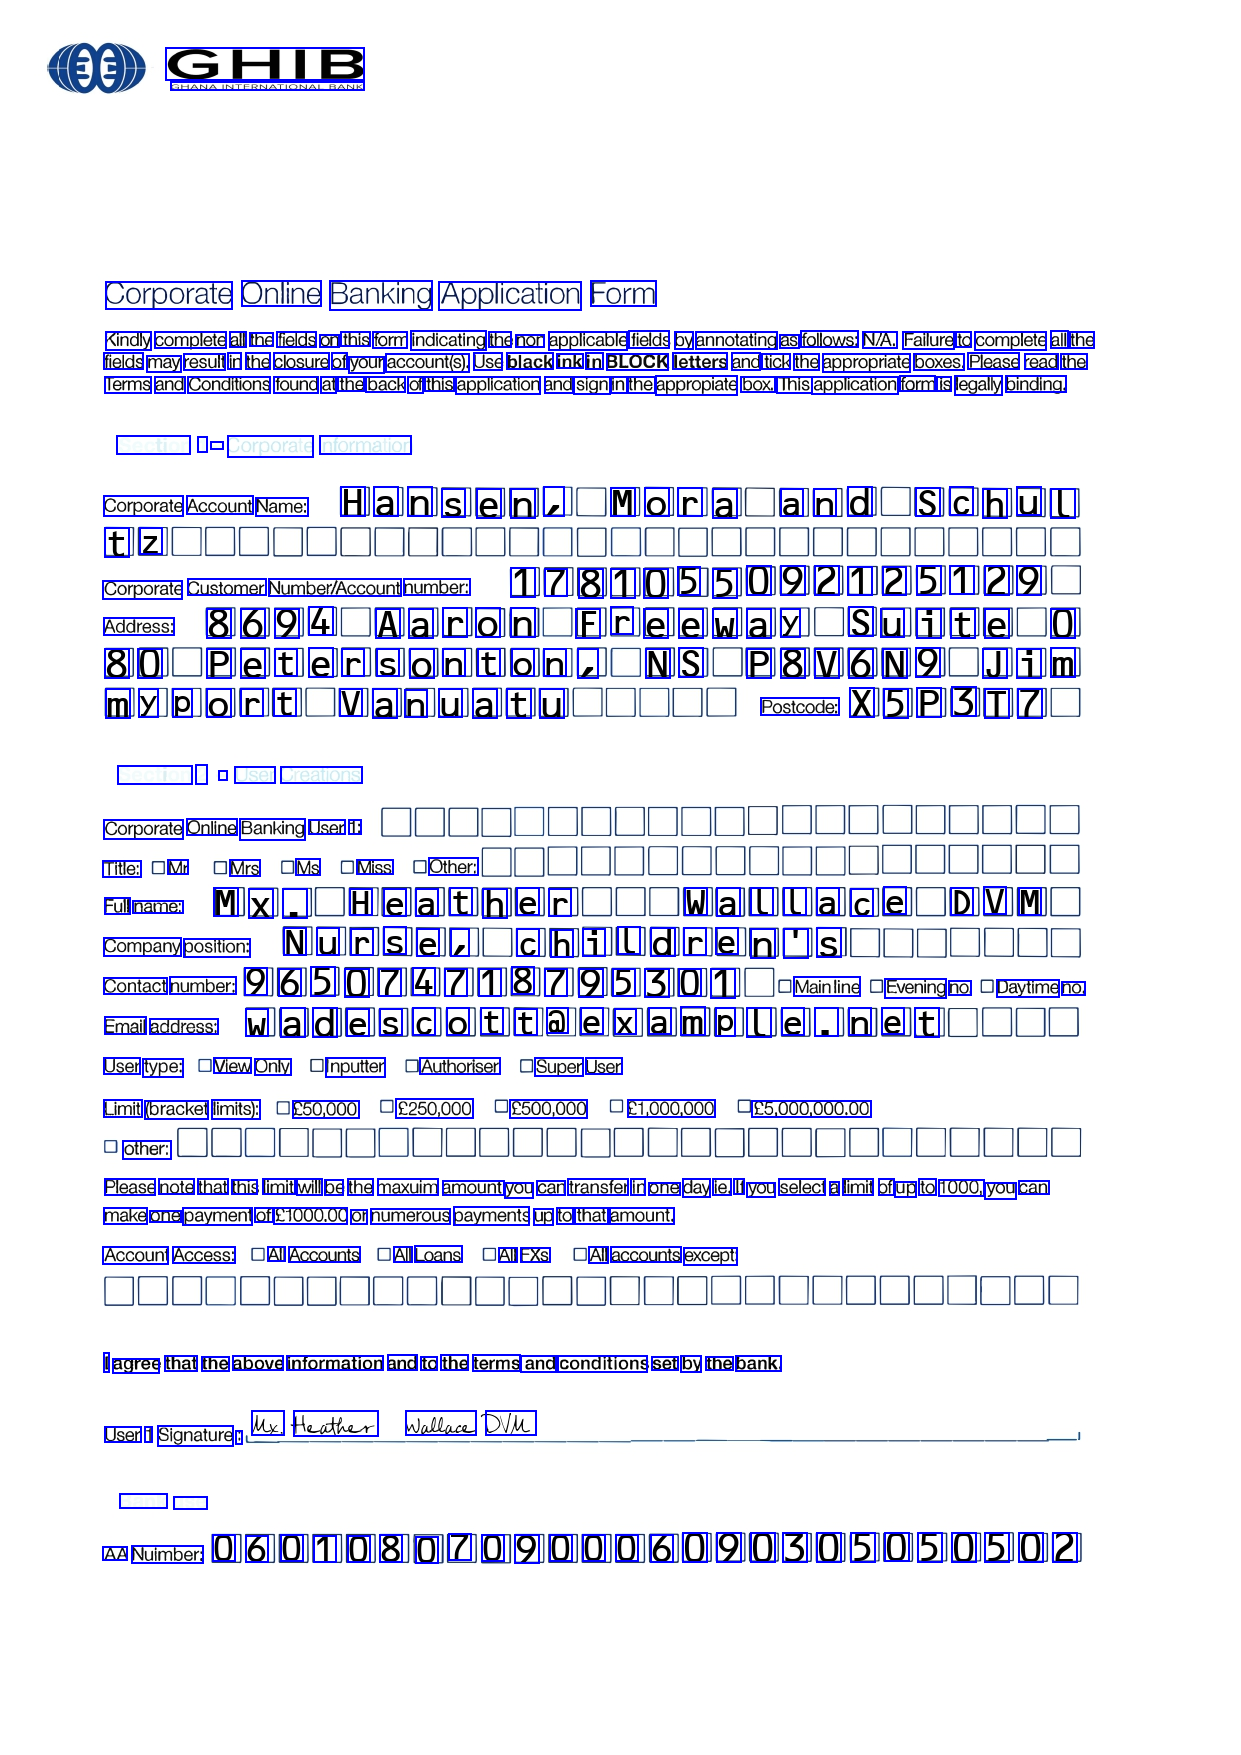 GHIB
GHANA INTERNATIONAL BANK
Corporate Online Banking Application Form
Kindly complete all the fields on this form indicating the non applicable fields by annotating as follows: N/A. Failure to complete all the
fields may result in the closure of your account(s). Use black ink in BLOCK letters and tick the appropriate boxes. Please read the
Terms and Conditions found at the back of this application and sign in the appropiate box. This application form is legally binding.
Corporate Information
Corporate Account Name: Hansen, Mora and Schul
tz
Corporate Customer Number/Account number: 1781055092125129
Address: 8694 Aaron Freeway Suite 0
80 Petersonton, NS P8V6N9 Jim
myport Vanuatu Postcode: X5P3T7
Section - User Creations
Corporate Online Banking User 1:
Title: Mr Mrs Ms Miss Other:
Full name: Mx. Heather Wallace DVM
Company position: Nurse, children's
Contact number: 965074718795301 Main line Evening no Daytime no.
Email address: wadescott@example.net
User type: View Only Inputter Authoriser Super User
Limit (bracket limits): £50,000 £250,000 £500,000 £1,000,000 £5,000,000.00
other:
Please note that this limit will be the maxuim amount you can transfer in one day ie. If you select a limit of up to 1000, you can
make one payment of £1000.00 or numerous payments up to that amount.
Account Access: All Accounts All Loans All FXs All accounts except
I agree that the above information and to the terms and conditions set by the bank.
User 1 Signature : Mx. Heather Wallace DVM
AA Nuimber: 06010807090006090305050502